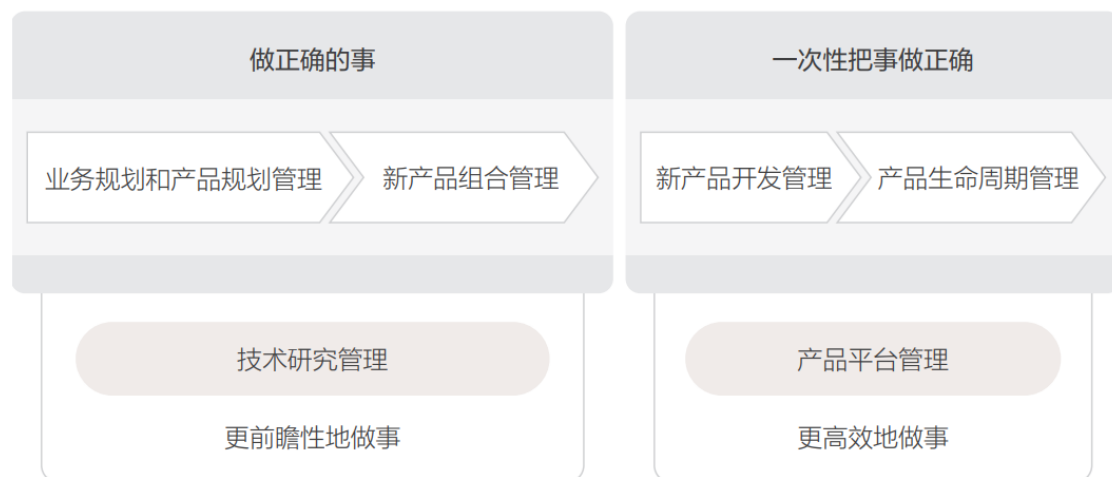 做正确的事
业务规划和产品规划管理
新产品组合管理
技术研究管理
更前瞻性地做事
一次性把事做正确
新产品开发管理
产品生命周期管理
产品平台管理
更高效地做事